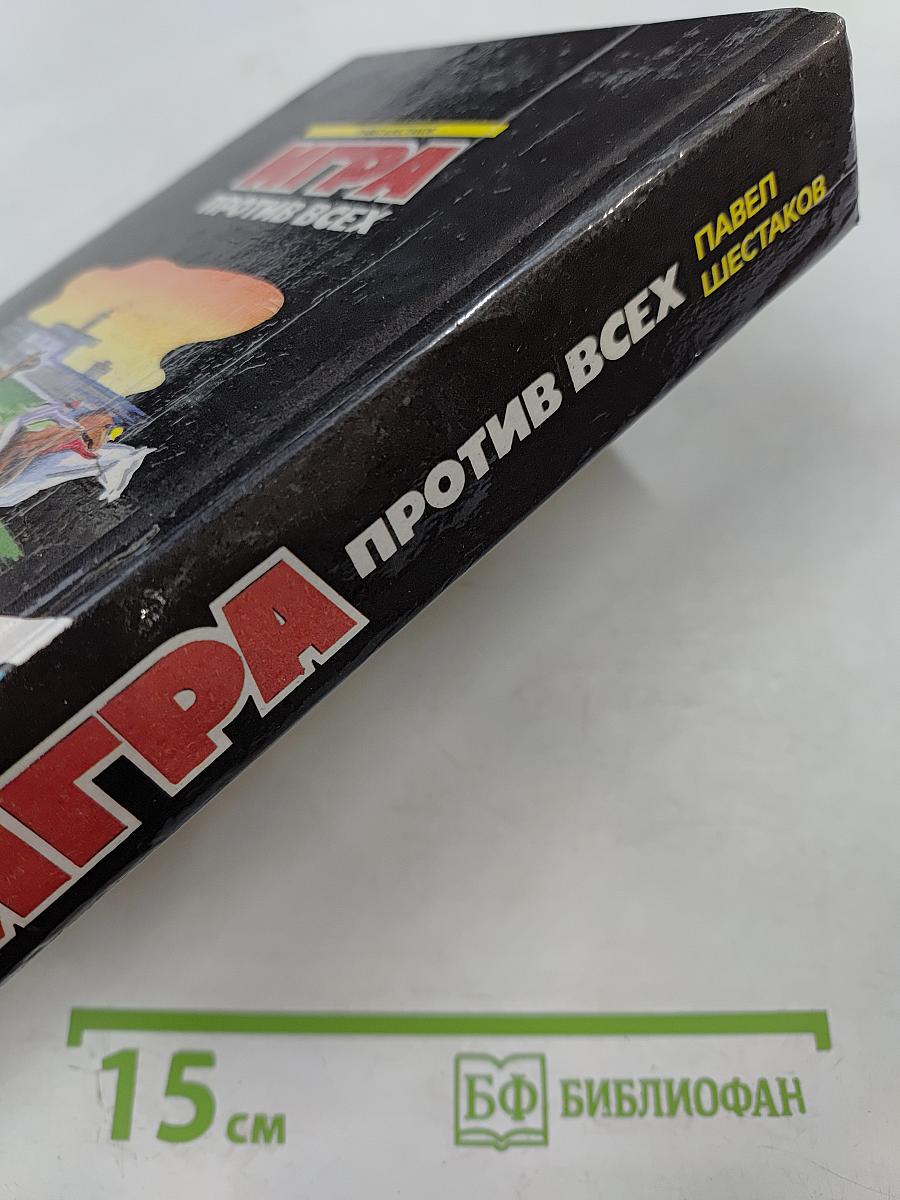 ИГРА
ПРОТИВ ВСЕХ
ИГРА
ПРОТИВ ВСЕХ
ПАВЕЛ
ШЕСТАКОВ
15 см
БФ БИБЛИОФАН